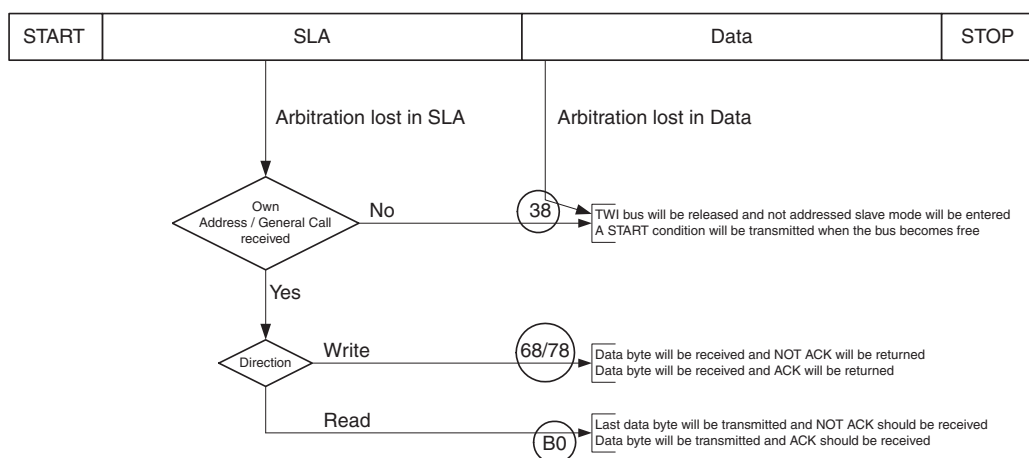 START SLA Data STOP
Arbitration lost in SLA Arbitration lost in Data
Own
Address / General Call
received
No
38
TWI bus will be released and not addressed slave mode will be entered
A START condition will be transmitted when the bus becomes free
Yes
Direction
Write
68/78
Data byte will be received and NOT ACK will be returned
Data byte will be received and ACK will be returned
Read
B0
Last data byte will be transmitted and NOT ACK should be received
Data byte will be transmitted and ACK should be received